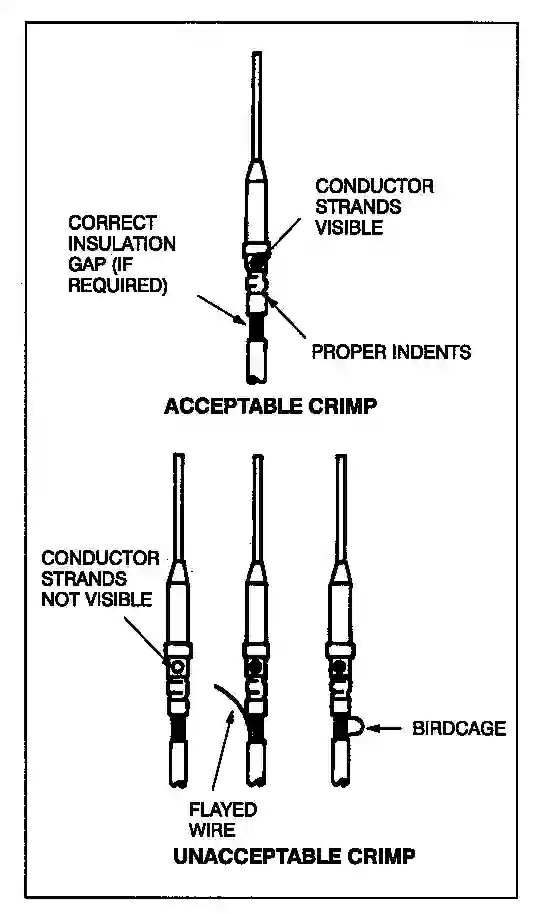 CONDUCTOR
STRANDS
VISIBLE
CORRECT
INSULATION
GAP (IF
REQUIRED)
PROPER INDENTS
ACCEPTABLE CRIMP
CONDUCTOR
STRANDS
NOT VISIBLE
BIRDCAGE
FLAYED
WIRE
UNACCEPTABLE CRIMP